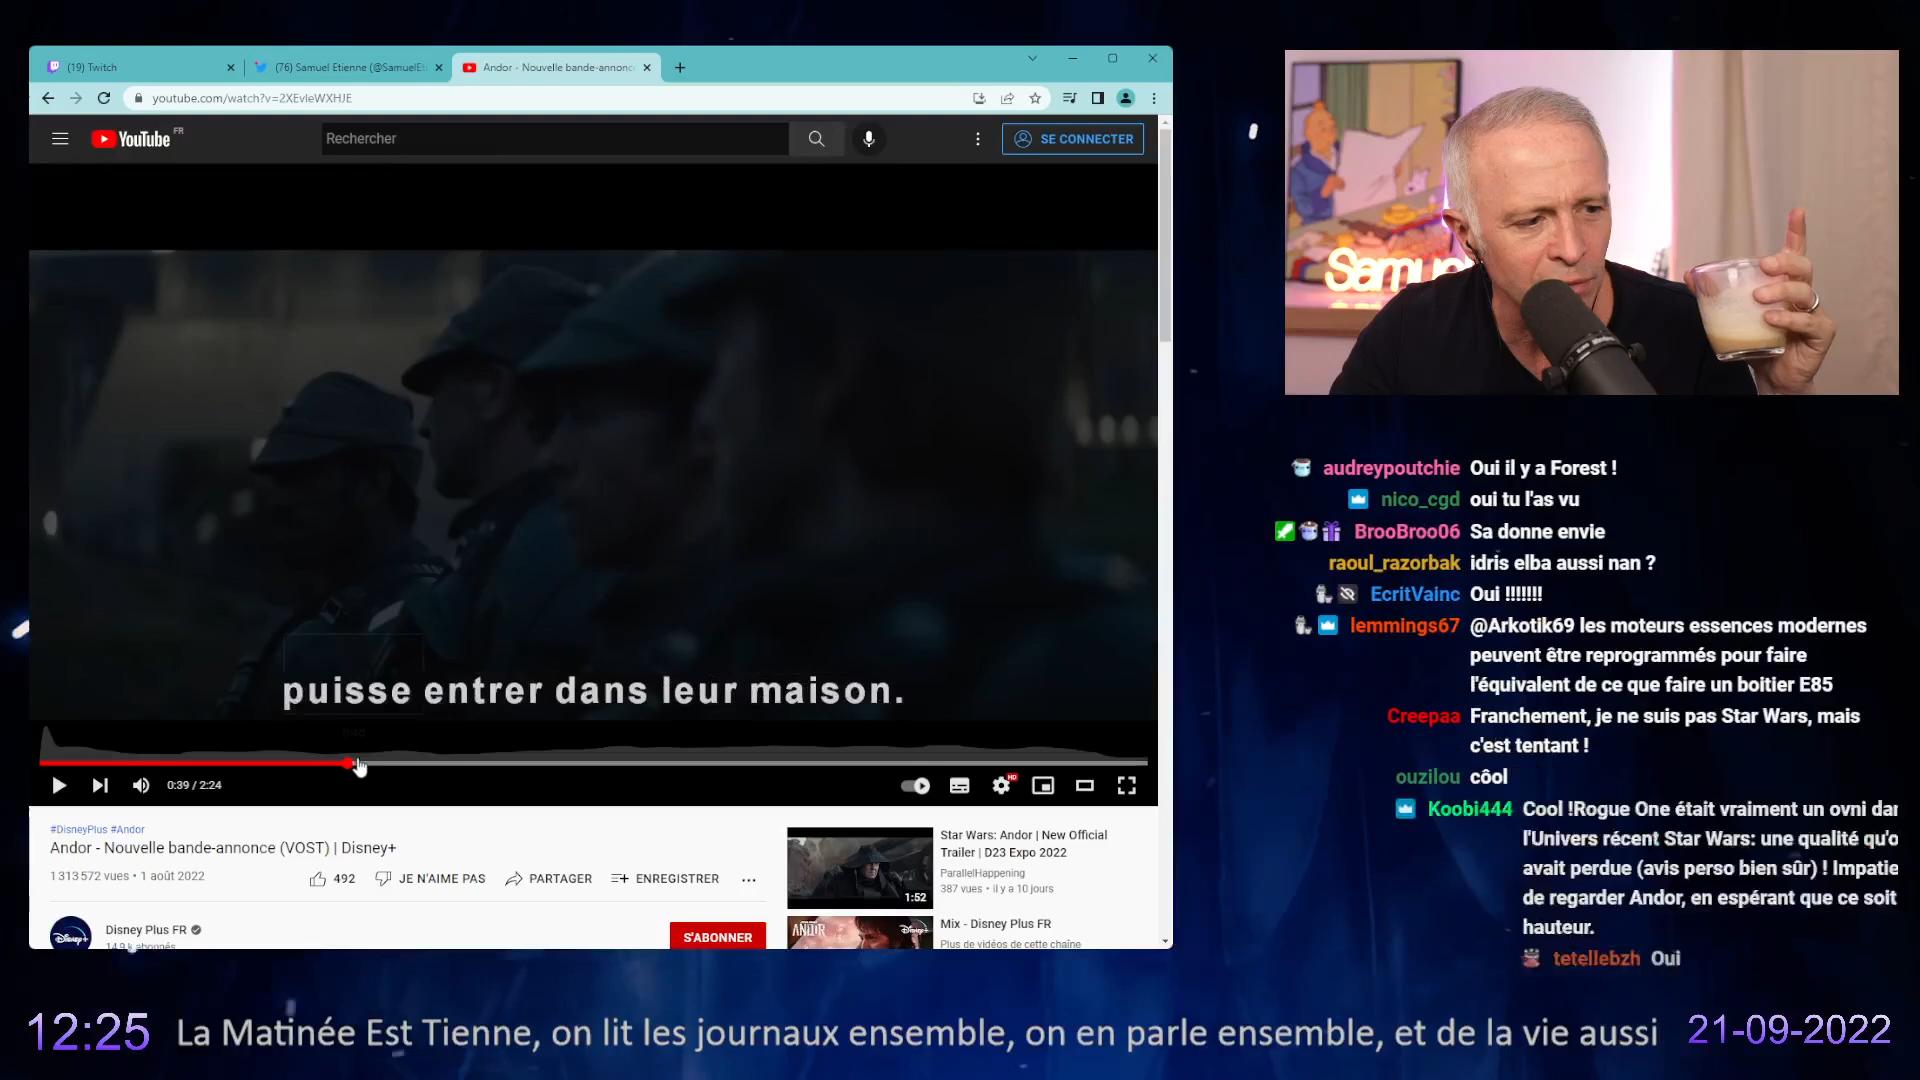 (19) Twitch
(76) Samuel Etienne (@SamuelEt
Andor - Nouvelle bande-annonc
youtube.com/watch?v=2XEvIeWXHJE
YouTube FR
Rechercher
SE CONNECTER
puisse entrer dans leur maison.
0:39 / 2:24
HD
#DisneyPlus #Andor
Andor - Nouvelle bande-annonce (VOST) | Disney+
1 313 572 vues • 1 août 2022
492
JE N'AIME PAS
PARTAGER
ENREGISTRER
Disney Plus FR
14,9 k abonnés
S'ABONNER
Star Wars: Andor | New Official
Trailer | D23 Expo 2022
ParallelHappening
387 vues • il y a 10 jours
1:52
Mix - Disney Plus FR
Plus de vidéos de cette chaîne
ANDOR
Disney+
Samuel
audreypoutchie Oui il y a Forest !
nico_cgd oui tu l'as vu
BrooBroo06 Sa donne envie
raoul_razorbak idris elba aussi nan ?
EcritVainc Oui !!!!!!!
lemmings67 @Arkotik69 les moteurs essences modernes
peuvent être reprogrammés pour faire
l'équivalent de ce que faire un boitier E85
Creepaa Franchement, je ne suis pas Star Wars, mais
c'est tentant !
ouzilou côol
Koobi444 Cool !Rogue One était vraiment un ovni dan
l'Univers récent Star Wars: une qualité qu'o
avait perdue (avis perso bien sûr) ! Impatie
de regarder Andor, en espérant que ce soit
hauteur.
tetellebzh Oui
12:25
La Matinée Est Tienne, on lit les journaux ensemble, on en parle ensemble, et de la vie aussi
21-09-2022